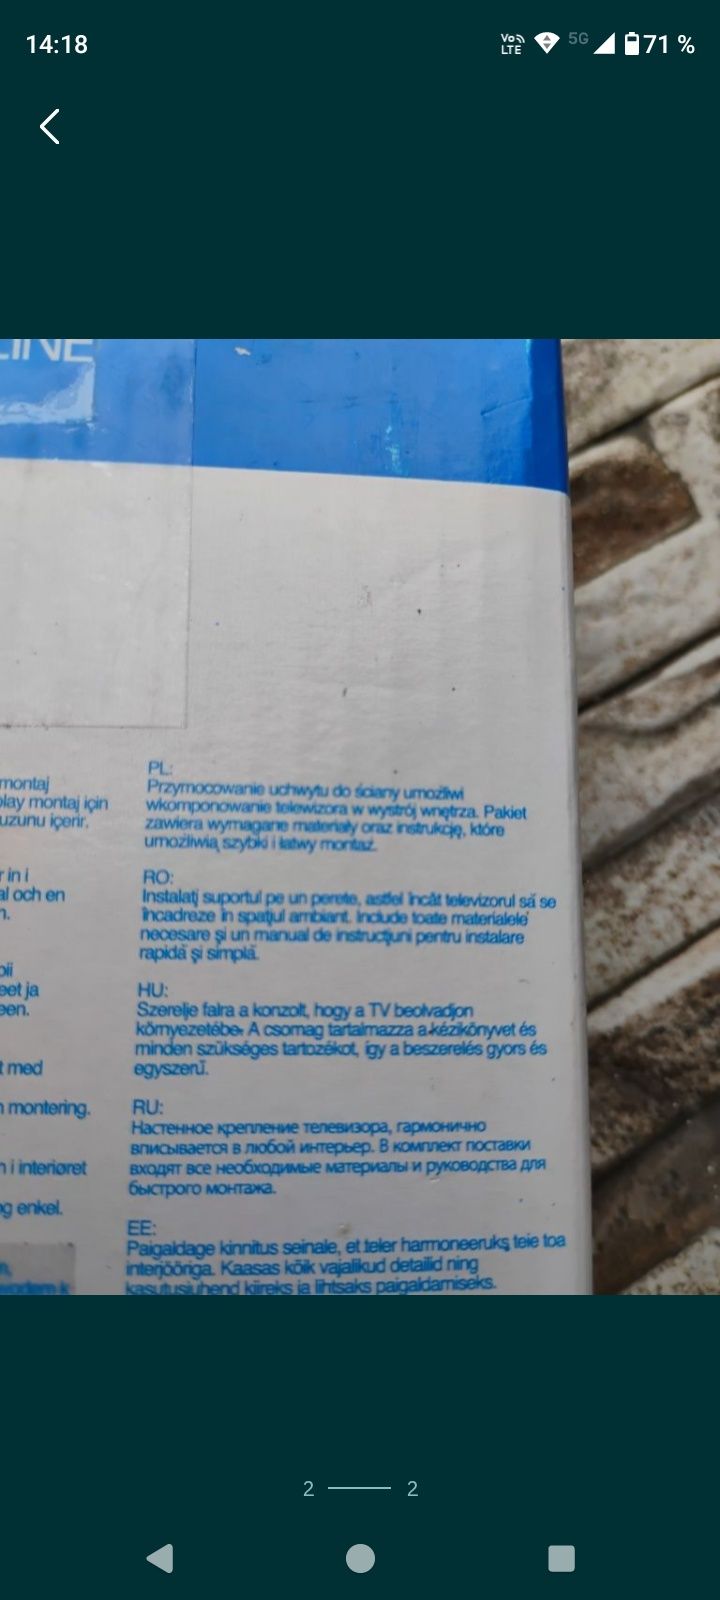 14:18
Vo LTE
5G
71 %
LINE
montaj
play montaj için
uzunu içerir.
r in i
al och en
n.
eet ja
een.
t med
n montering.
n i interiøret
ng enkel.
PL:
Przymocowanie uchwytu do ściany umożliwi
wkomponowanie telewizora w wystrój wnętrza. Pakiet
zawiera wymagane materiały oraz instrukcję, które
umożliwią szybki i łatwy montaż.
RO:
Instalați suportul pe un perete, astfel încât televizorul să se
încadreze în spațiul ambiant. Include toate materialele
necesare și un manual de instrucțiuni pentru instalare
rapidă și simplă.
HU:
Szerelje falra a konzolt, hogy a TV beolvadjon
környezetébe. A csomag tartalmazza a kézikönyvet és
minden szükséges tartozékot, így a beszerelés gyors és
egyszerű.
RU:
Настенное крепление телевизора, гармонично
вписывается в любой интерьер. В комплект поставки
входят все необходимые материалы и руководства для
быстрого монтажа.
EE:
Paigaldage kinnitus seinale, et teler harmoneeruks teie toa
interjööriga. Kaasas kõik vajalikud detailid ning
kasutusjuhend kiireks ja lihtsaks paigaldamiseks.
2
2